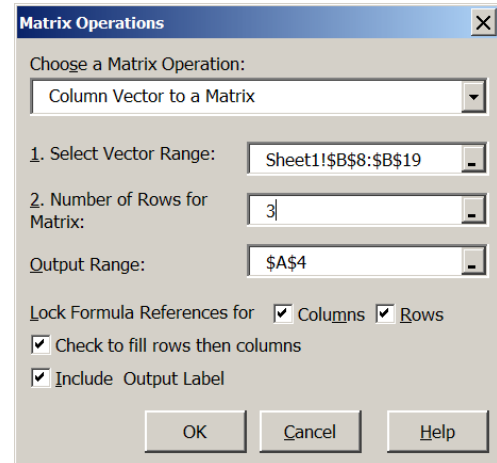 Matrix Operations
Choose a Matrix Operation:
Column Vector to a Matrix
1. Select Vector Range: Sheet1!$B$8:$B$19
2. Number of Rows for
Matrix: 3
Output Range: $A$4
Lock Formula References for Columns Rows
Check to fill rows then columns
Include Output Label
OK Cancel Help